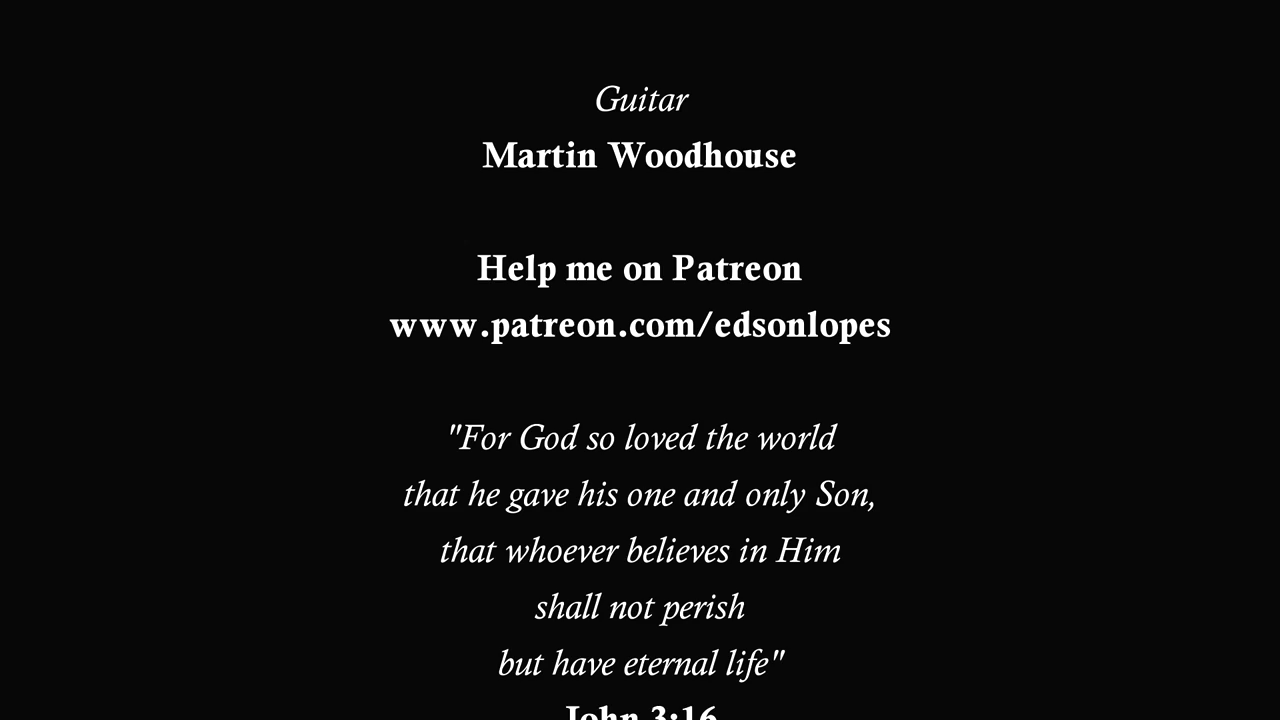 Guitar
Martin Woodhouse
Help me on Patreon
www.patreon.com/edsonlopes
"For God so loved the world
that he gave his one and only Son,
that whoever believes in Him
shall not perish
but have eternal life"
John 3:16